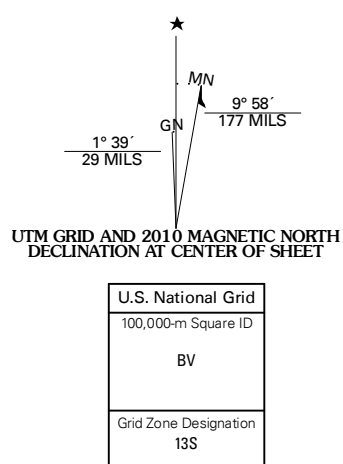 MN
GN
9° 58´
177 MILS
1° 39´
29 MILS
UTM GRID AND 2010 MAGNETIC NORTH
DECLINATION AT CENTER OF SHEET
U.S. National Grid
100,000-m Square ID
BV
Grid Zone Designation
13S